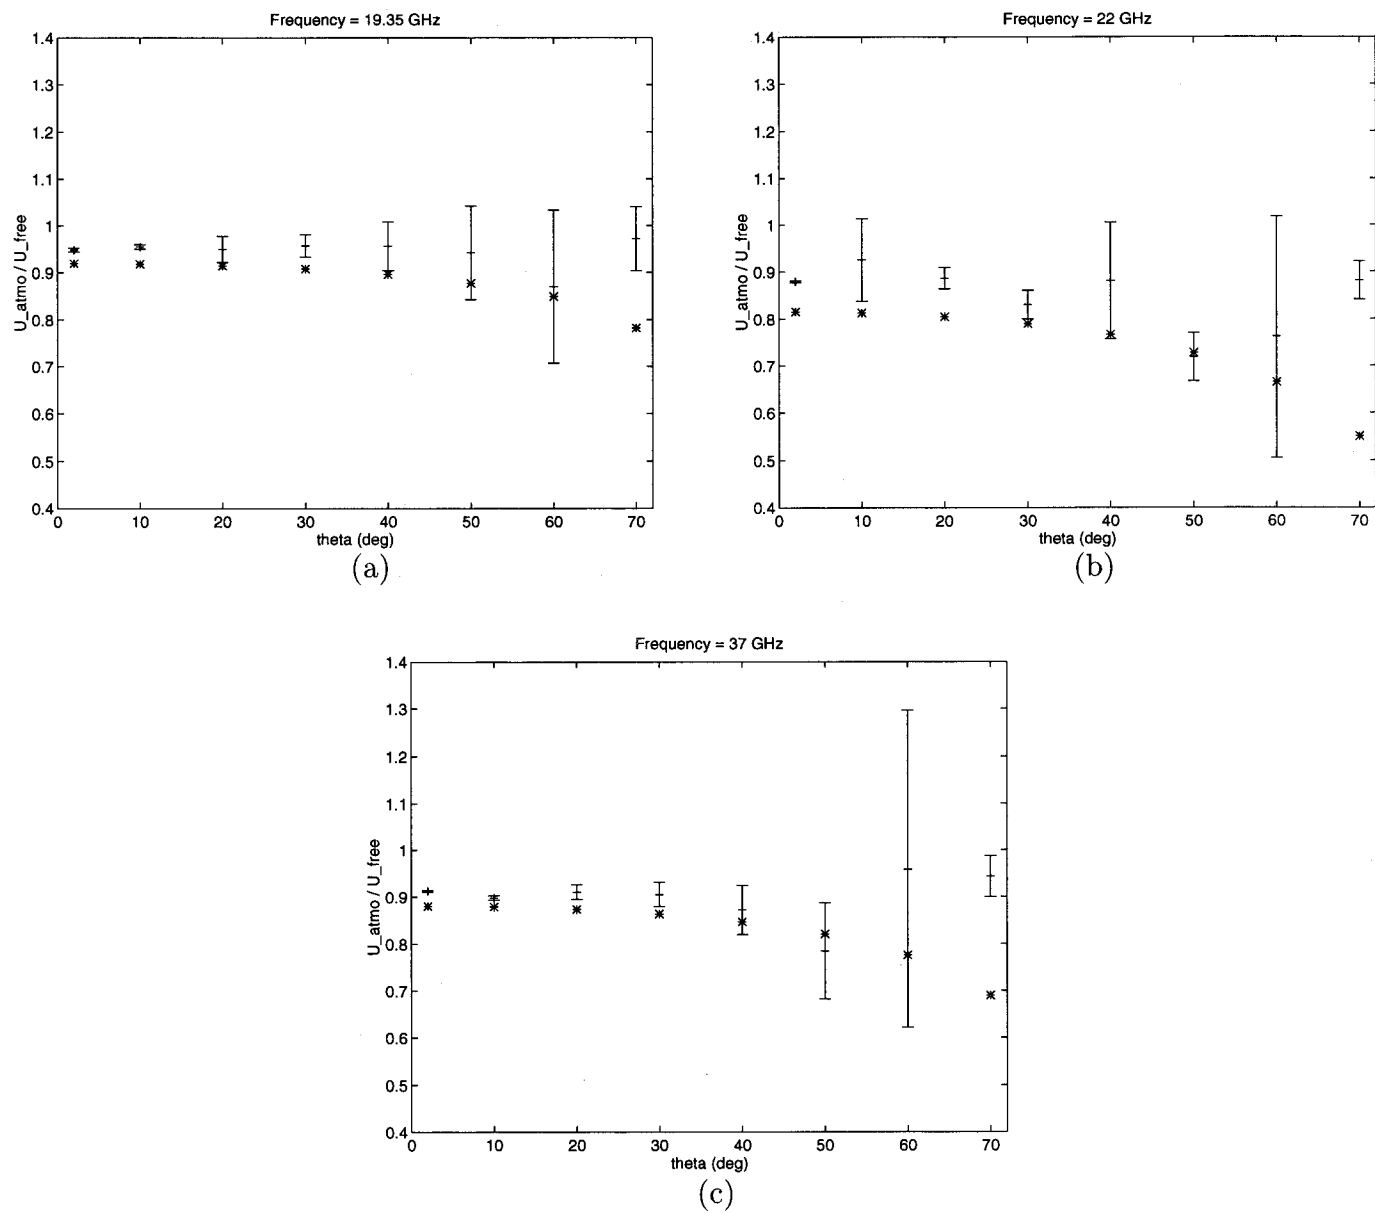 Frequency = 19.35 GHz
1.4
1.3
1.2
1.1
1
0.9
0.8
0.7
0.6
0.5
0.4
U_atmo / U_free
0 10 20 30 40 50 60 70
theta (deg)
(a)
Frequency = 22 GHz
1.4
1.3
1.2
1.1
1
0.9
0.8
0.7
0.6
0.5
0.4
U_atmo / U_free
0 10 20 30 40 50 60 70
theta (deg)
(b)
Frequency = 37 GHz
1.4
1.3
1.2
1.1
1
0.9
0.8
0.7
0.6
0.5
0.4
U_atmo / U_free
0 10 20 30 40 50 60 70
theta (deg)
(c)